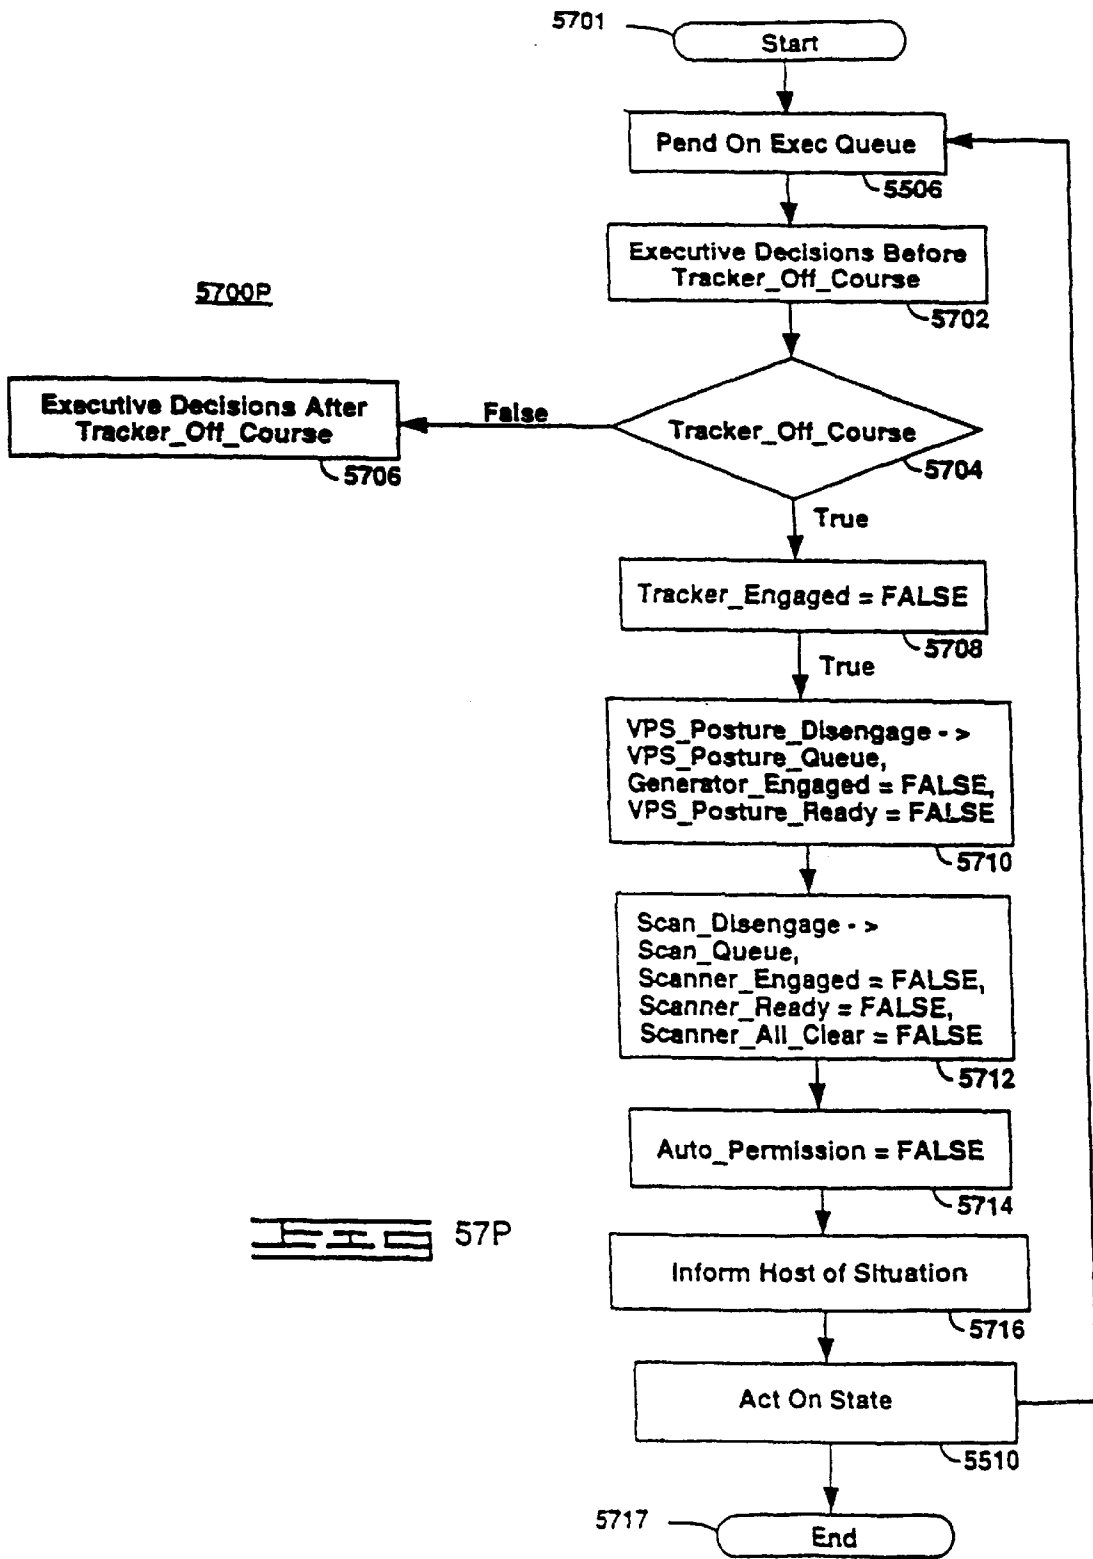 5701
Start
Pend On Exec Queue
5506
Executive Decisions Before
Tracker_Off_Course
5702
5700P
Executive Decisions After
Tracker_Off_Course
5706
False
Tracker_Off_Course
5704
True
Tracker_Engaged = FALSE
5708
True
VPS_Posture_Disengage - >
VPS_Posture_Queue,
Generator_Engaged = FALSE,
VPS_Posture_Ready = FALSE
5710
Scan_Disengage - >
Scan_Queue,
Scanner_Engaged = FALSE,
Scanner_Ready = FALSE,
Scanner_All_Clear = FALSE
5712
Auto_Permission = FALSE
5714
57P
Inform Host of Situation
5716
Act On State
5510
5717
End